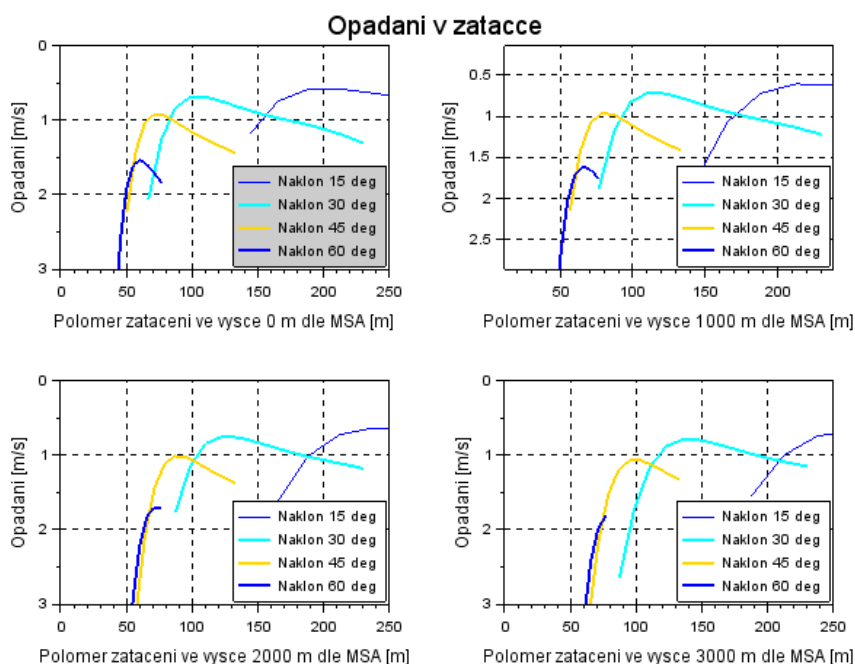 Opadani v zatacce
0
1
2
3
Opadani [m/s]
Naklon 15 deg
Naklon 30 deg
Naklon 45 deg
Naklon 60 deg
0 50 100 150 200 250
Polomer zataceni ve vysce 0 m dle MSA [m]
0.5
1
1.5
2
2.5
Opadani [m/s]
Naklon 15 deg
Naklon 30 deg
Naklon 45 deg
Naklon 60 deg
50 100 150 200
Polomer zataceni ve vysce 1000 m dle MSA [m]
0
1
2
3
Opadani [m/s]
Naklon 15 deg
Naklon 30 deg
Naklon 45 deg
Naklon 60 deg
0 50 100 150 200 250
Polomer zataceni ve vysce 2000 m dle MSA [m]
0
1
2
3
Opadani [m/s]
Naklon 15 deg
Naklon 30 deg
Naklon 45 deg
Naklon 60 deg
0 50 100 150 200 250
Polomer zataceni ve vysce 3000 m dle MSA [m]